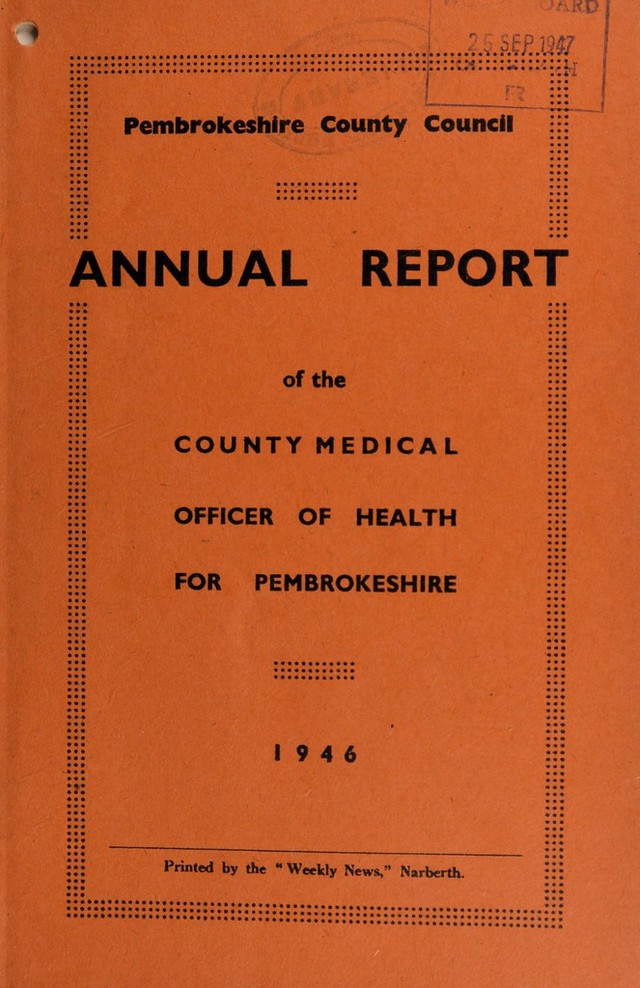 25 SEP 1947
Pembrokeshire County Council
ANNUAL REPORT
of the
COUNTY MEDICAL
OFFICER OF HEALTH
FOR PEMBROKESHIRE
1946
Printed by the "Weekly News," Narberth.